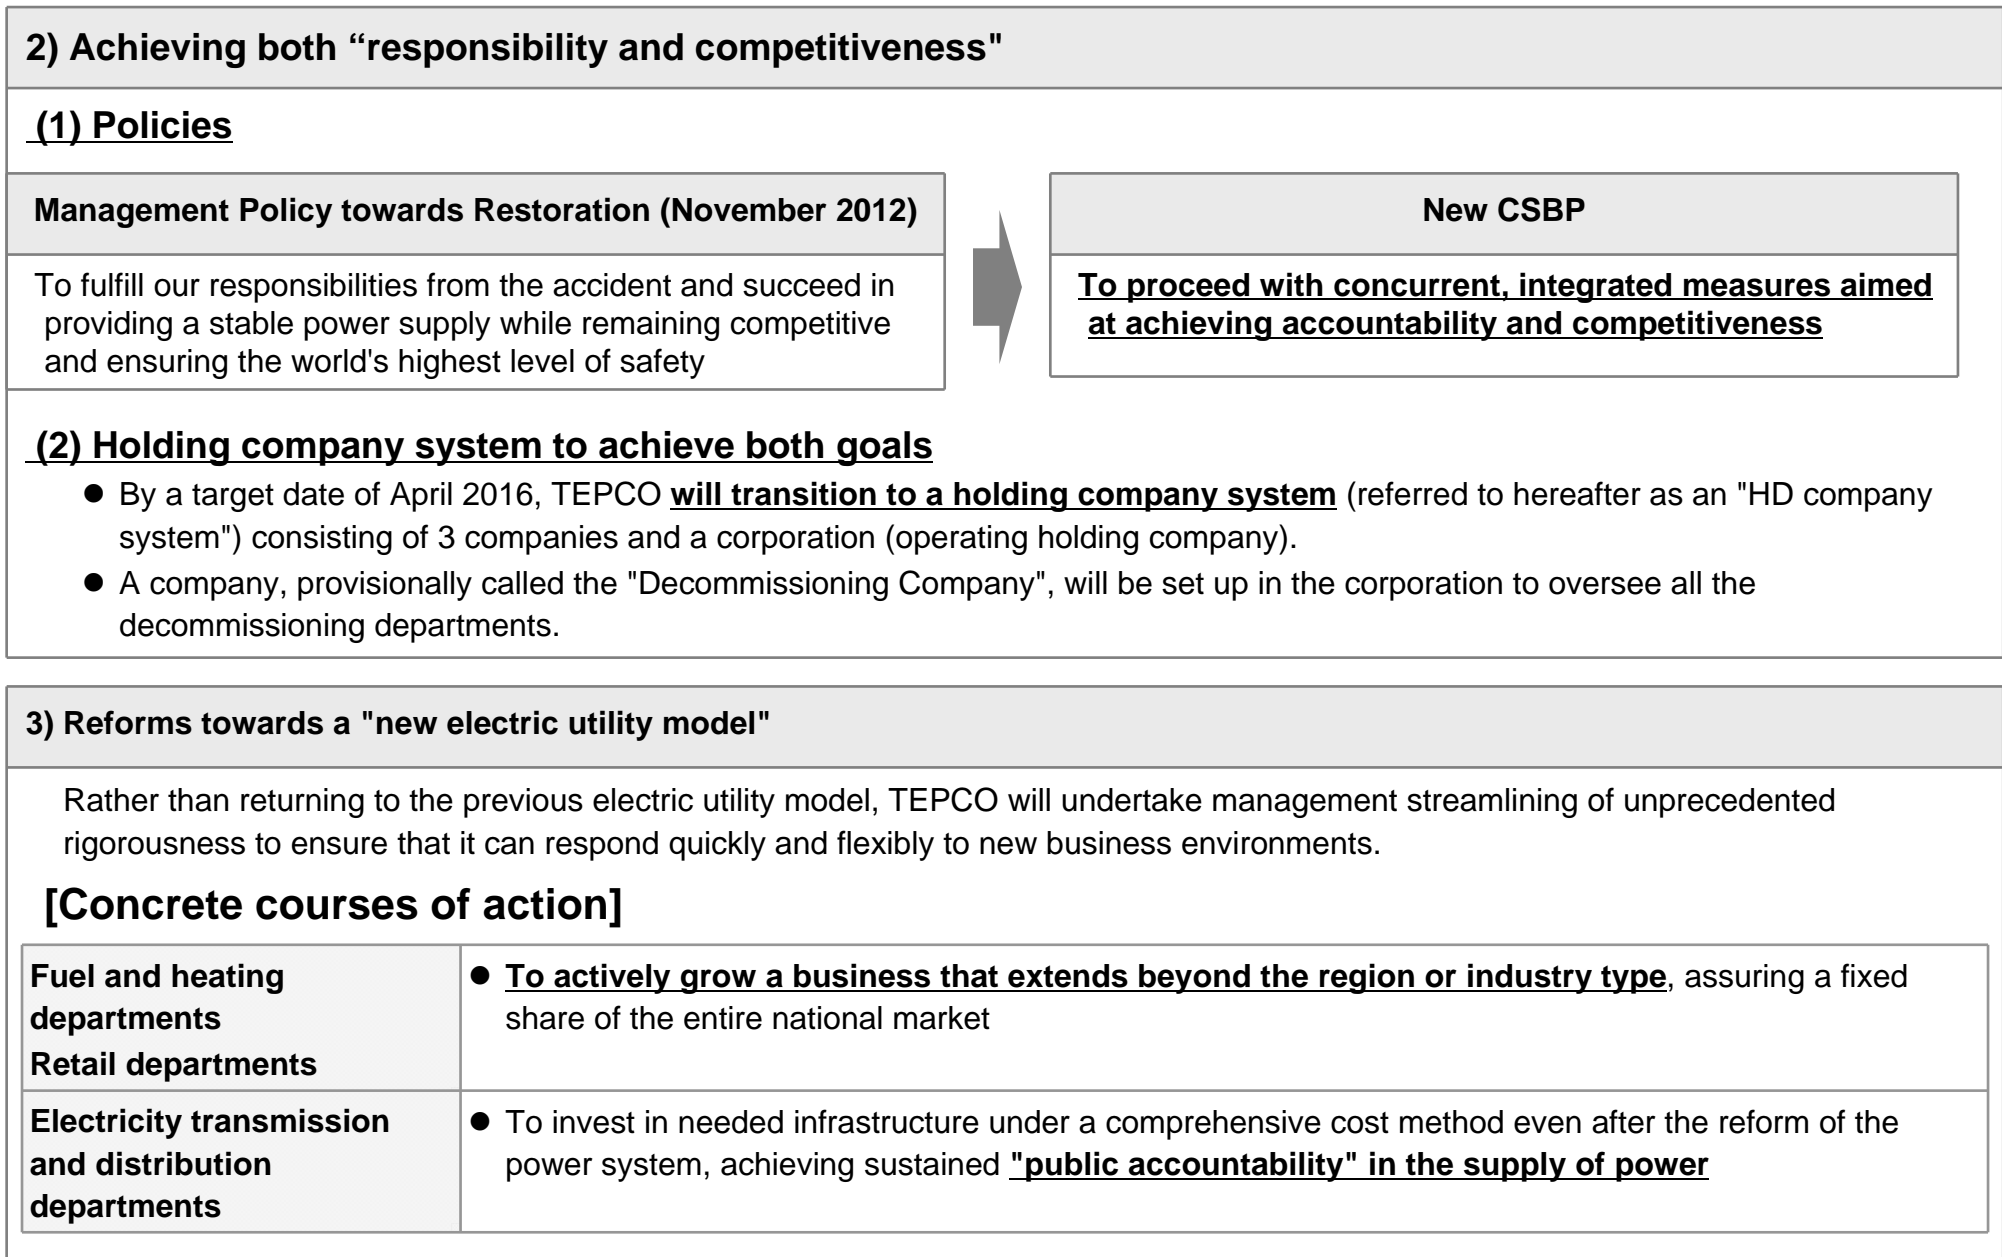 2) Achieving both “responsibility and competitiveness"
(1) Policies
Management Policy towards Restoration (November 2012)
To fulfill our responsibilities from the accident and succeed in
providing a stable power supply while remaining competitive
and ensuring the world's highest level of safety
New CSBP
To proceed with concurrent, integrated measures aimed
at achieving accountability and competitiveness
(2) Holding company system to achieve both goals
● By a target date of April 2016, TEPCO will transition to a holding company system (referred to hereafter as an "HD company
system") consisting of 3 companies and a corporation (operating holding company).
● A company, provisionally called the "Decommissioning Company", will be set up in the corporation to oversee all the
decommissioning departments.
3) Reforms towards a "new electric utility model"
Rather than returning to the previous electric utility model, TEPCO will undertake management streamlining of unprecedented
rigorousness to ensure that it can respond quickly and flexibly to new business environments.
[Concrete courses of action]
Fuel and heating
departments
Retail departments
● To actively grow a business that extends beyond the region or industry type, assuring a fixed
share of the entire national market
Electricity transmission
and distribution
departments
● To invest in needed infrastructure under a comprehensive cost method even after the reform of the
power system, achieving sustained "public accountability" in the supply of power